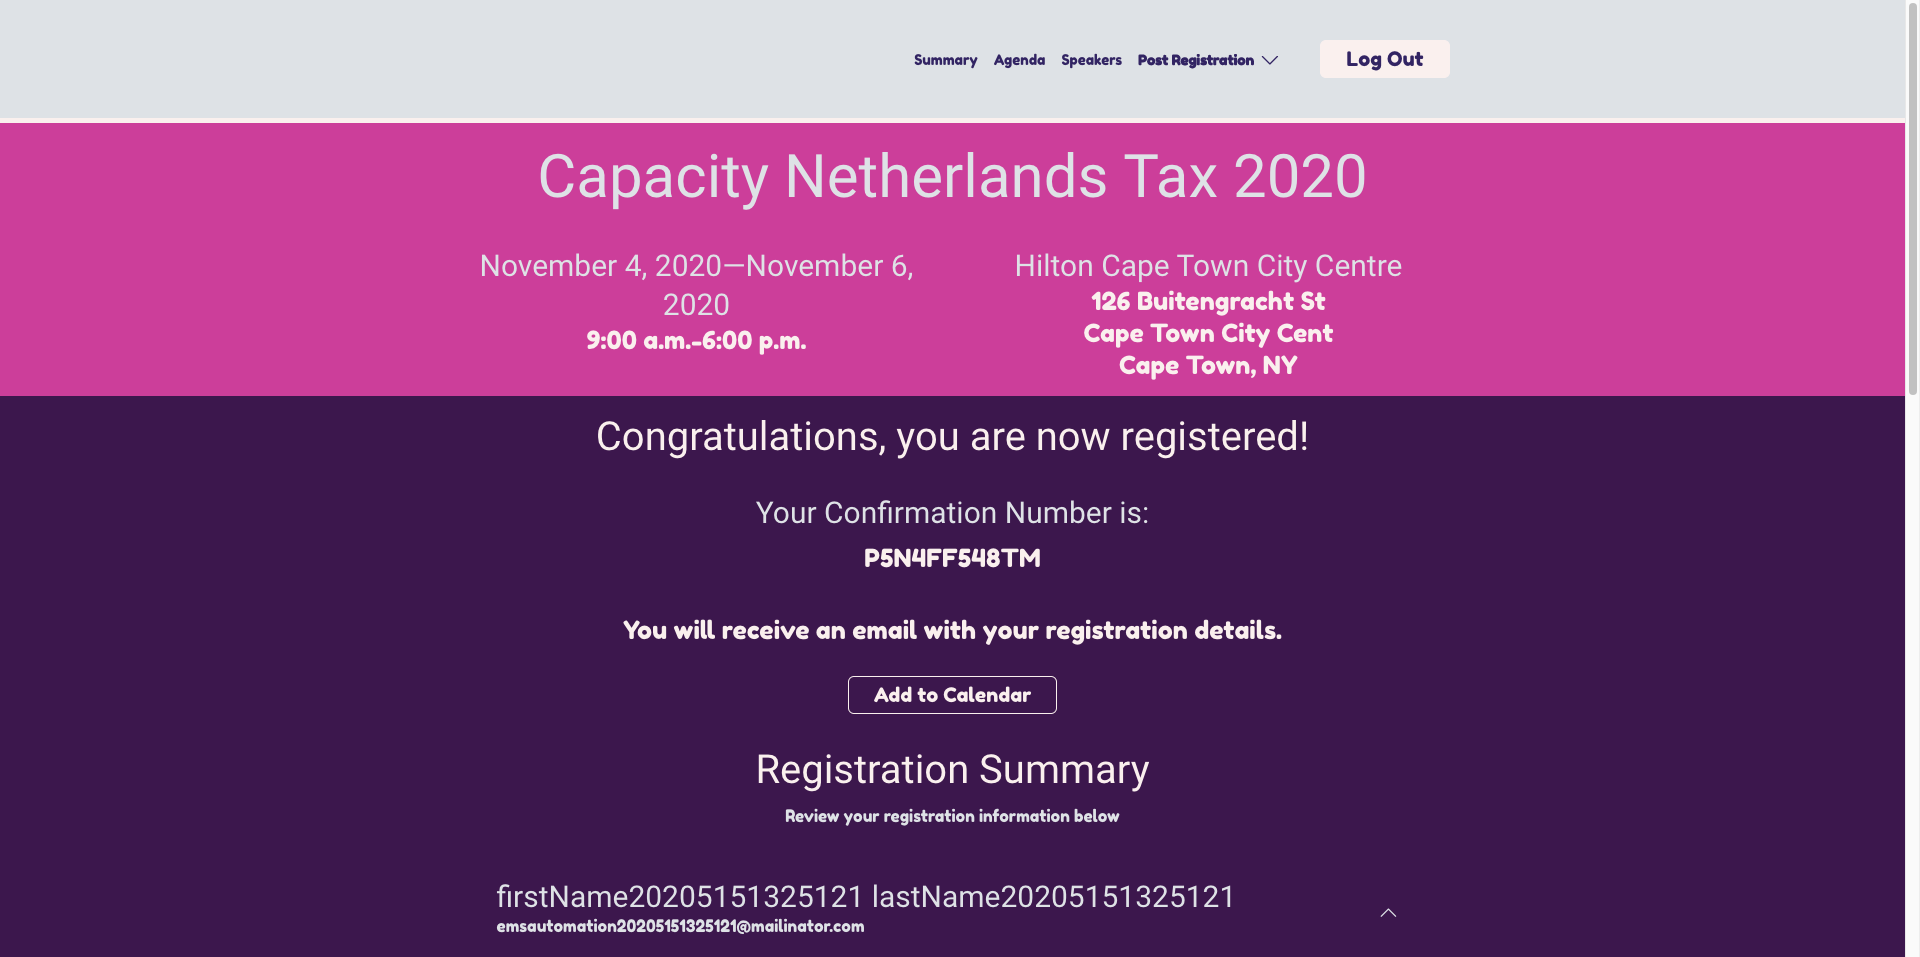 Summary Agenda Speakers Post Registration Log Out
Capacity Netherlands Tax 2020
November 4, 2020—November 6,
2020
9:00 a.m.-6:00 p.m.
Hilton Cape Town City Centre
126 Buitengracht St
Cape Town City Cent
Cape Town, NY
Congratulations, you are now registered!
Your Confirmation Number is:
P5N4FF548TM
You will receive an email with your registration details.
Add to Calendar
Registration Summary
Review your registration information below
firstName20205151325121 lastName20205151325121
emsautomation20205151325121@mailinator.com